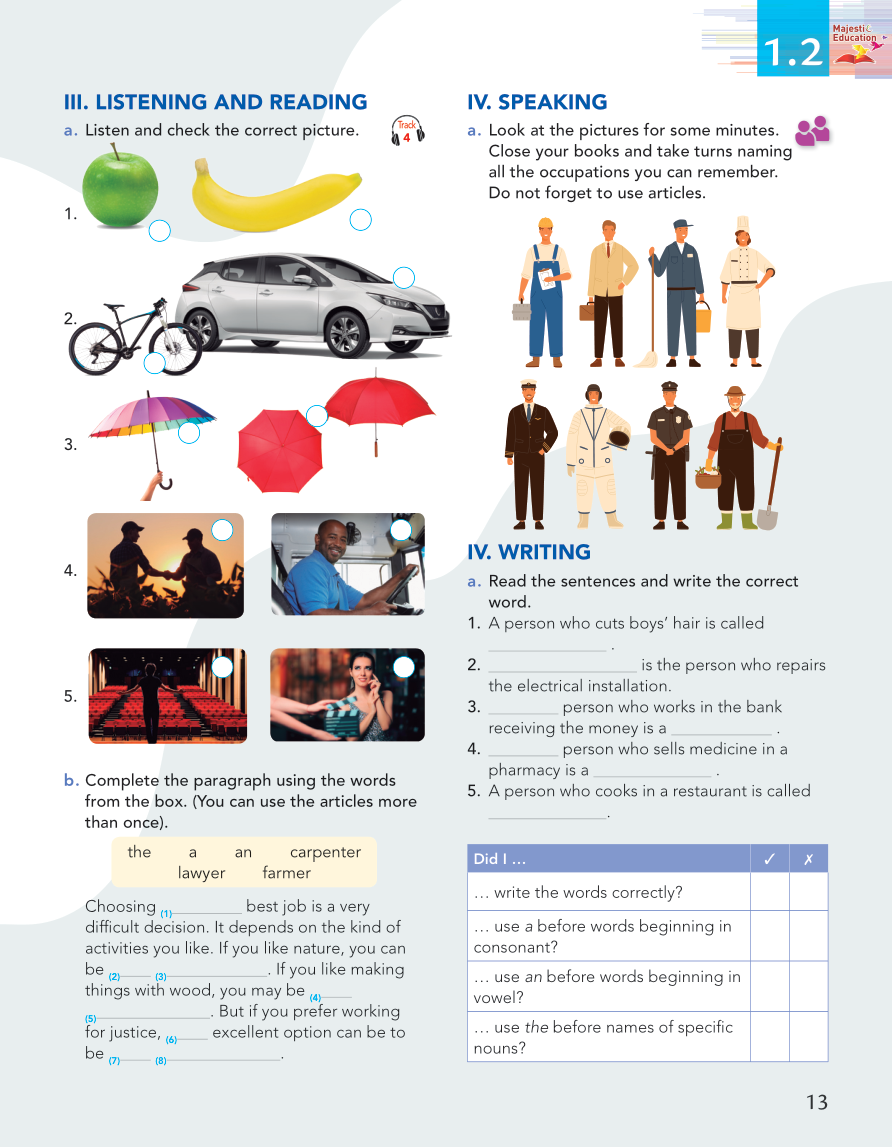 1.2
Majestic
Education
III. LISTENING AND READING
a. Listen and check the correct picture.
Track
4
1.
2.
3.
4.
5.
b. Complete the paragraph using the words
from the box. (You can use the articles more
than once).
the a an carpenter
lawyer farmer
Choosing (1)__________ best job is a very
difficult decision. It depends on the kind of
activities you like. If you like nature, you can
be (2)_____ (3)______________. If you like making
things with wood, you may be (4)_____
(5)________________. But if you prefer working
for justice, (6)_____ excellent option can be to
be (7)_____ (8)________________.
IV. SPEAKING
a. Look at the pictures for some minutes.
Close your books and take turns naming
all the occupations you can remember.
Do not forget to use articles.
IV. WRITING
a. Read the sentences and write the correct
word.
1. A person who cuts boys’ hair is called
________________ .
2. ____________________ is the person who repairs
the electrical installation.
3. _________ person who works in the bank
receiving the money is a ______________ .
4. _________ person who sells medicine in a
pharmacy is a ________________ .
5. A person who cooks in a restaurant is called
________________.
Did I ... ✓ ✗
... write the words correctly?
... use a before words beginning in
consonant?
... use an before words beginning in
vowel?
... use the before names of specific
nouns?
13